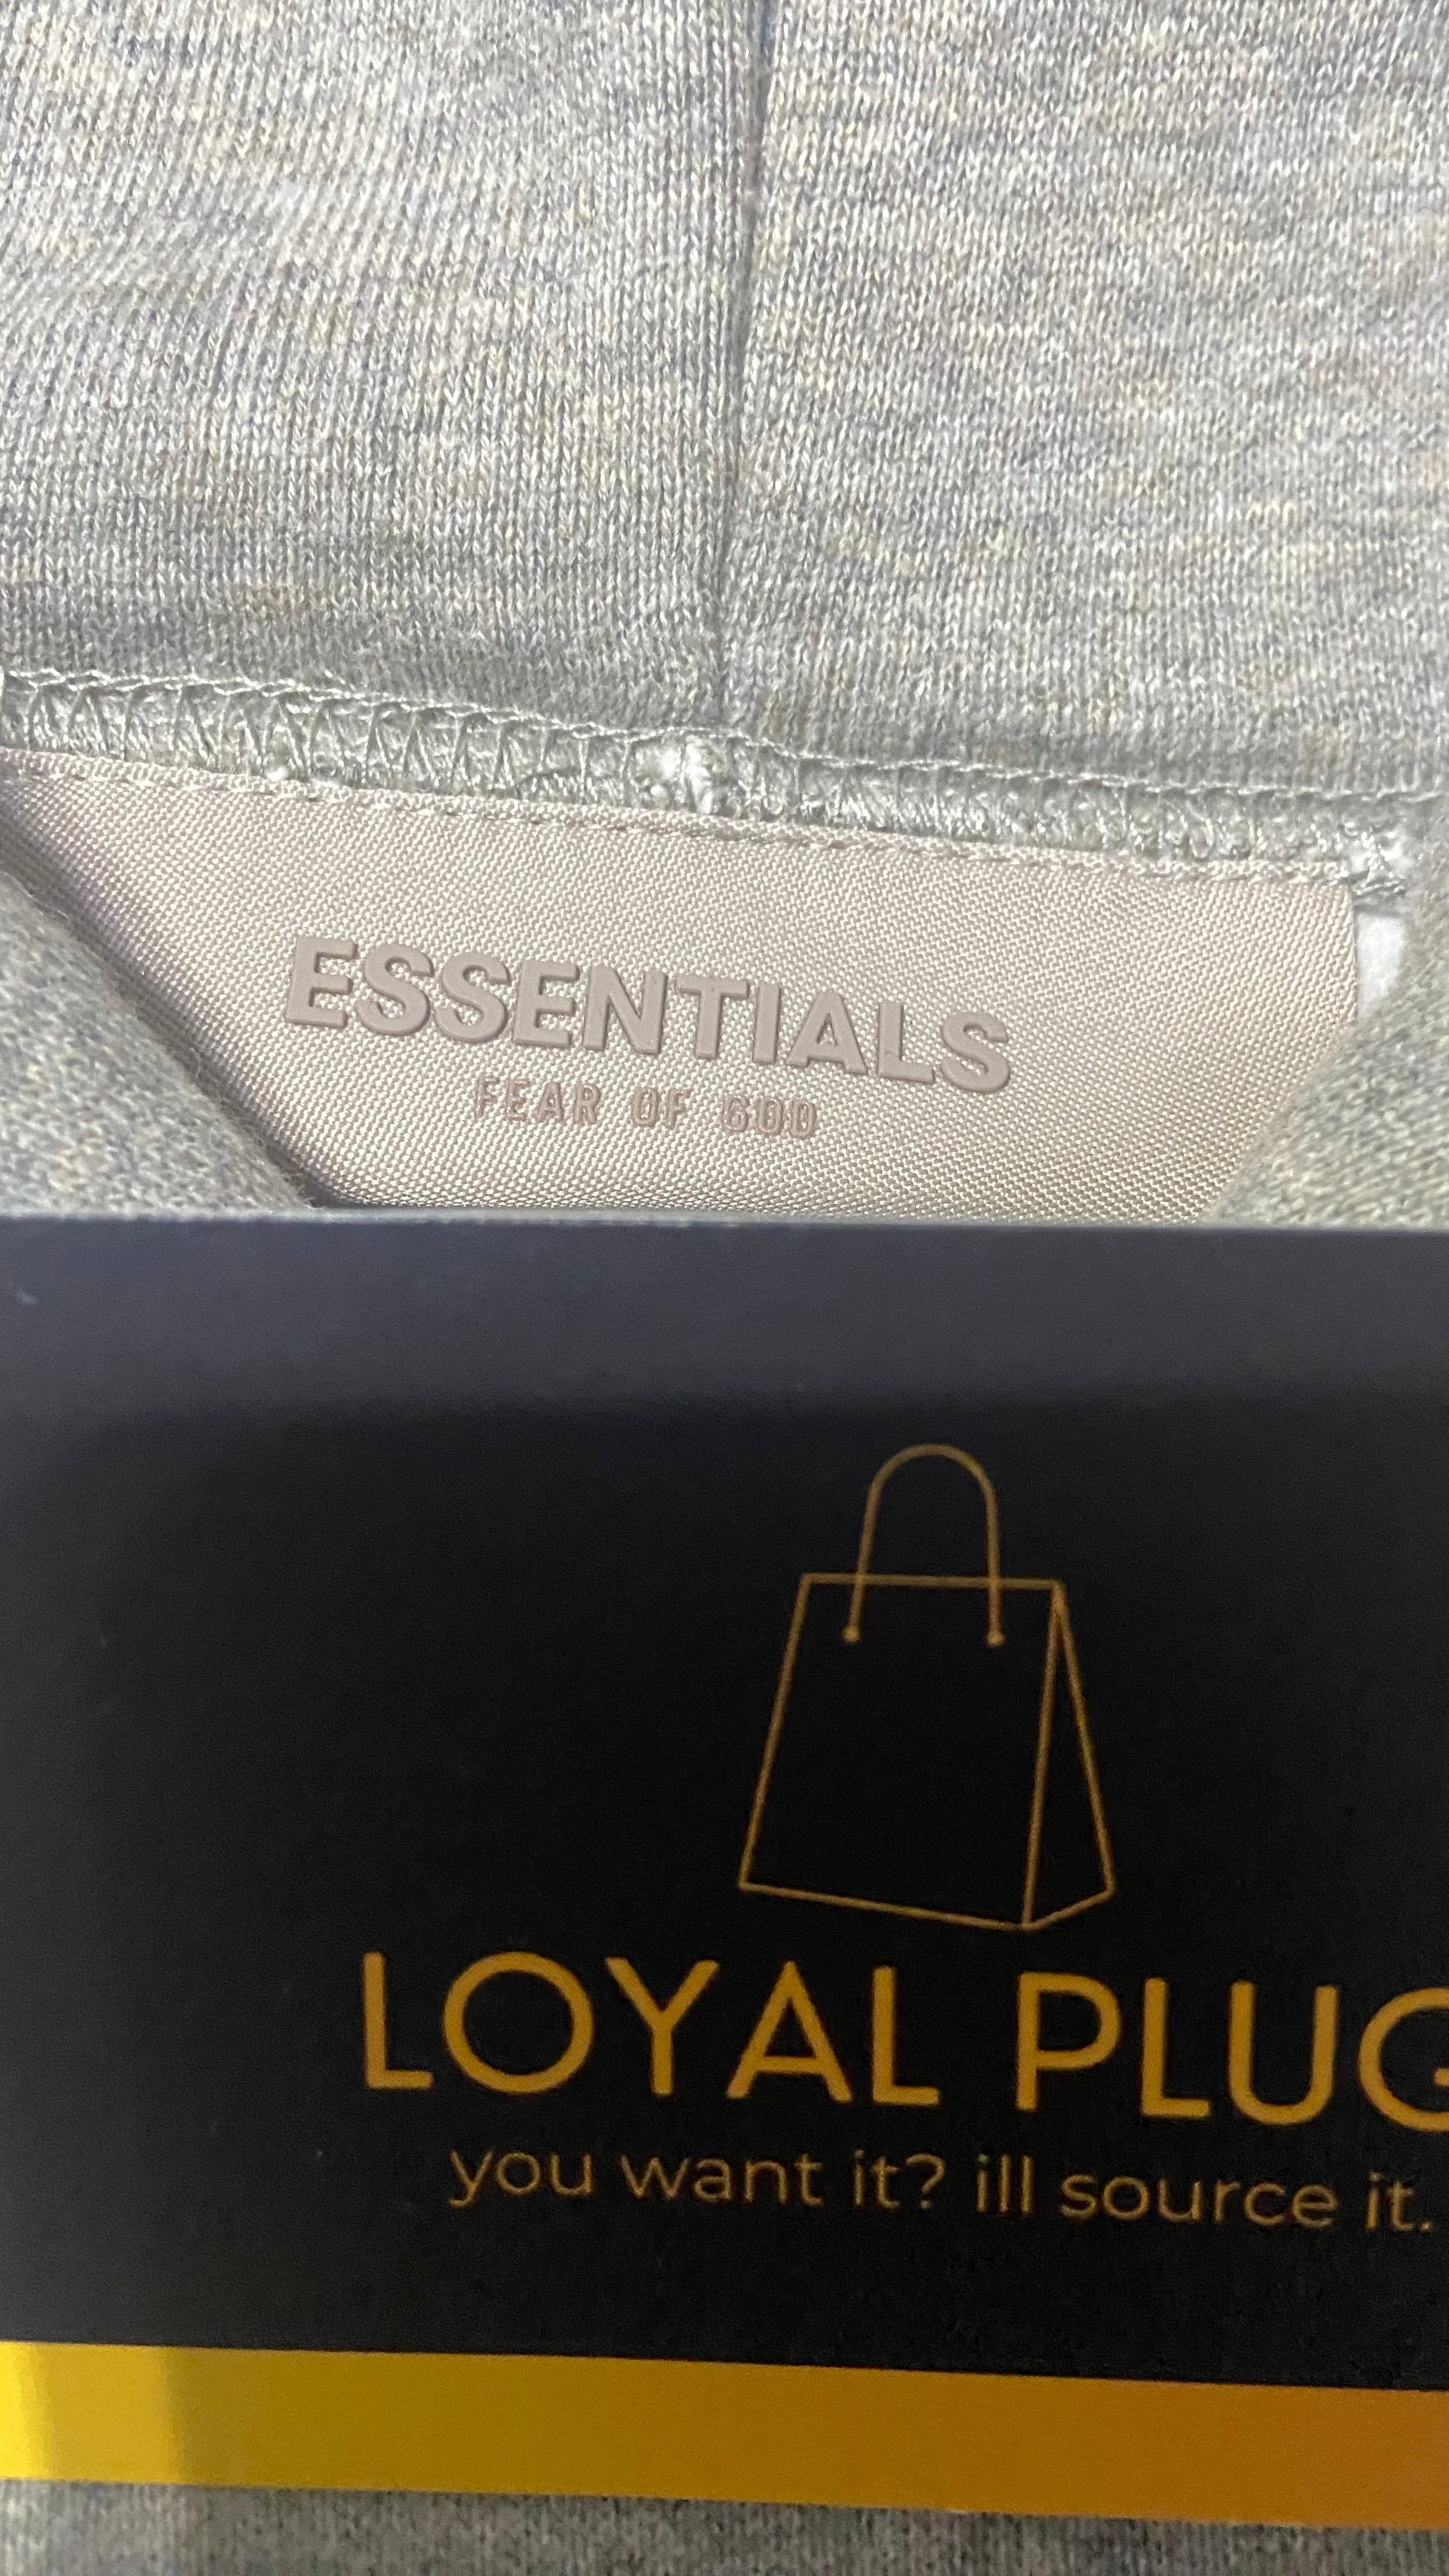 ESSENTIALS
FEAR OF GOD
LOYAL PLUG
you want it? ill source it.